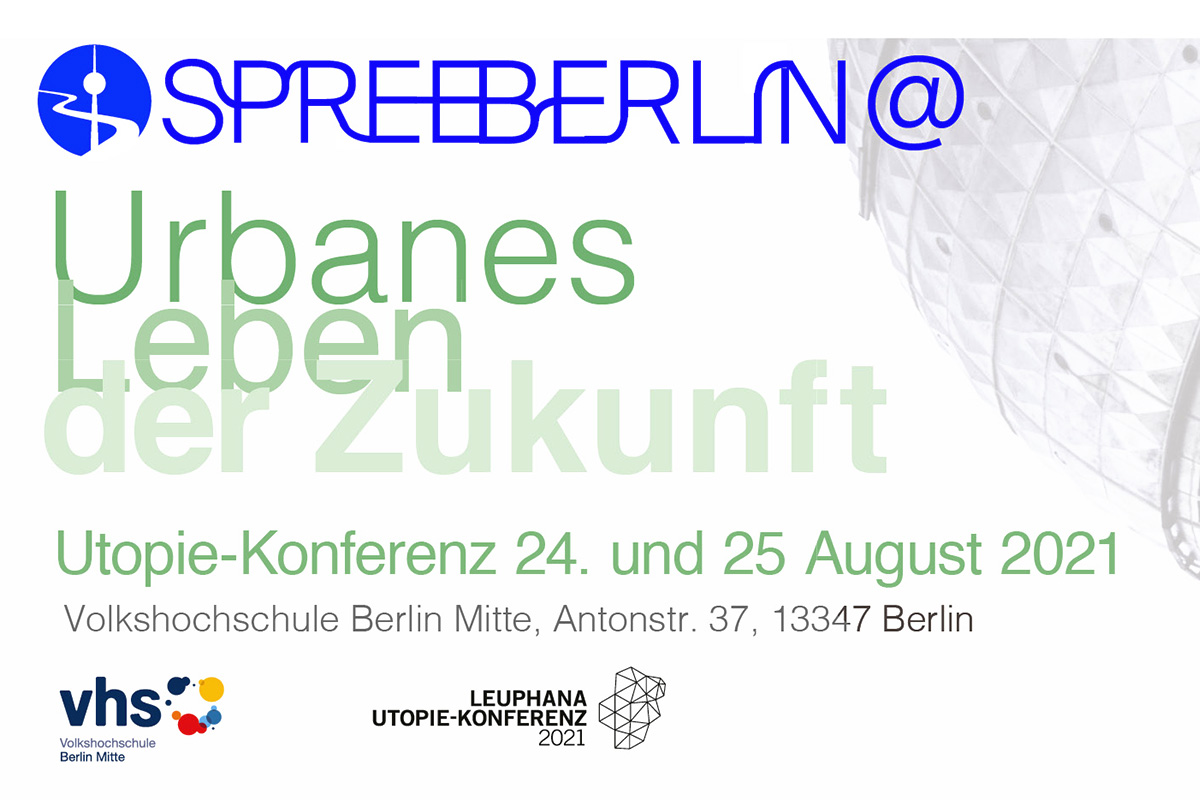 SPREEBERLIN@
Urbanes
Leben
der Zukunft
Utopie-Konferenz 24. und 25 August 2021
Volkshochschule Berlin Mitte, Antonstr. 37, 13347 Berlin
vhs
Volkshochschule
Berlin Mitte
LEUPHANA
UTOPIE-KONFERENZ
2021